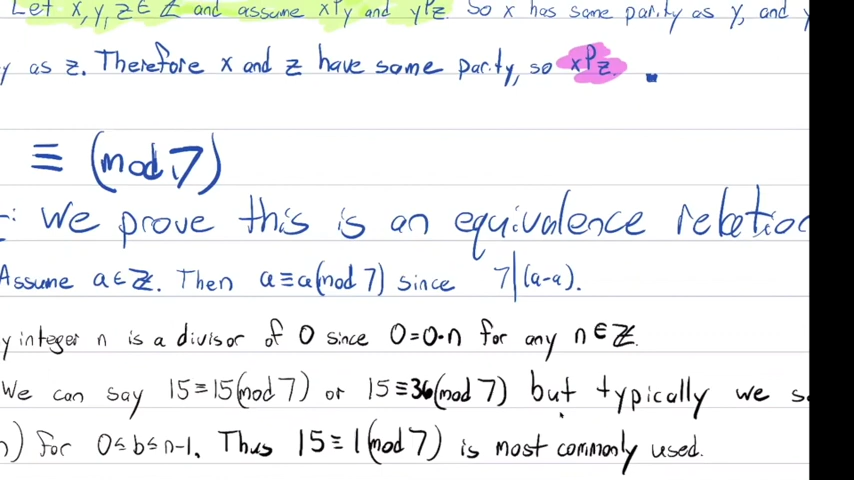 Let x, y, z ∈ ℤ and assume xPy and yPz. So x has same parity as y, and y
y as z. Therefore x and z have same parity, so xPz.
≡ (mod 7)
: We prove this is an equivalence relation
Assume a ∈ ℤ. Then a ≡ a (mod 7) since 7|(a-a).
y integer n is a divisor of 0 since 0=0·n for any n ∈ ℤ.
We can say 15 ≡ 15 (mod 7) or 15 ≡ 36 (mod 7) but typically we s
n) for 0 ≤ b ≤ n-1. Thus 15 ≡ 1 (mod 7) is most commonly used.